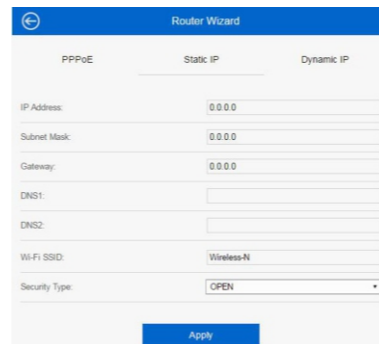 Router Wizard
PPPoE Static IP Dynamic IP
IP Address: 0.0.0.0
Subnet Mask: 0.0.0.0
Gateway: 0.0.0.0
DNS1:
DNS2:
Wi-Fi SSID: Wireless-N
Security Type: OPEN
Apply